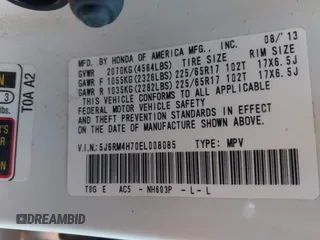 MFD. BY HONDA OF AMERICA MFG., INC. 08/'13
GVWR 2070KG(4564LBS) TIRE SIZE RIM SIZE
GAWR F 1055KG(2326LBS) 225/65R17 102T 17X6.5J
GAWR R 1035KG(2282LBS) 225/65R17 102T 17X6.5J
THIS VEHICLE CONFORMS TO ALL APPLICABLE
FEDERAL MOTOR VEHICLE SAFETY AND
THEFT PREVENTION STANDARDS IN EFFECT ON
THE DATE OF MANUFACTURE SHOWN ABOVE.
V.I.N.: 5J6RM4H70EL008085 TYPE: MPV
T0G E AC5 - NH603P - L - L
T0A A2
3
DRIVEBIDRIVEBID